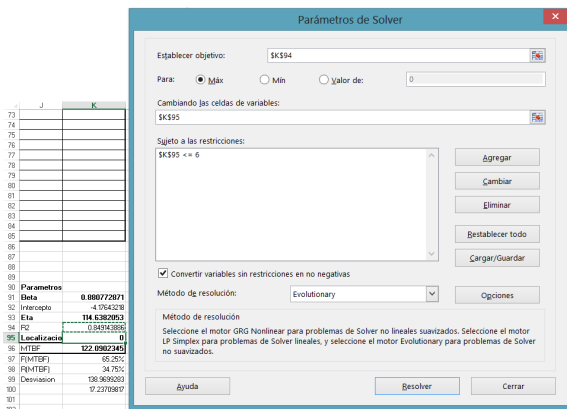 Parámetros de Solver
Establecer objetivo: $K$94
Para: Máx Mín Valor de: 0
Cambiando las celdas de variables:
$K$95
Sujeto a las restricciones:
$K$95 <= 6
Agregar
Cambiar
Eliminar
Restablecer todo
Cargar/Guardar
Convertir variables sin restricciones en no negativas
Método de resolución: Evolutionary
Opciones
Método de resolución
Seleccione el motor GRG Nonlinear para problemas de Solver no lineales suavizados. Seleccione el motor
LP Simplex para problemas de Solver lineales, y seleccione el motor Evolutionary para problemas de Solver
no suavizados.
Ayuda Resolver Cerrar
J K
73
74
75
76
77
78
79
80
81
82
83
84
85
86
87
88
89
90 Parametros
91 Beta 0.880772871
92 Intercepto -4.17643218
93 Eta 114.6382053
94 R2 0.849143886
95 Localizacio 0
96 MTBF 122.0902345
97 F(MTBF) 65.25%
98 R(MTBF) 34.75%
99 Desviasion 138.9699283
100 17.23709817
101